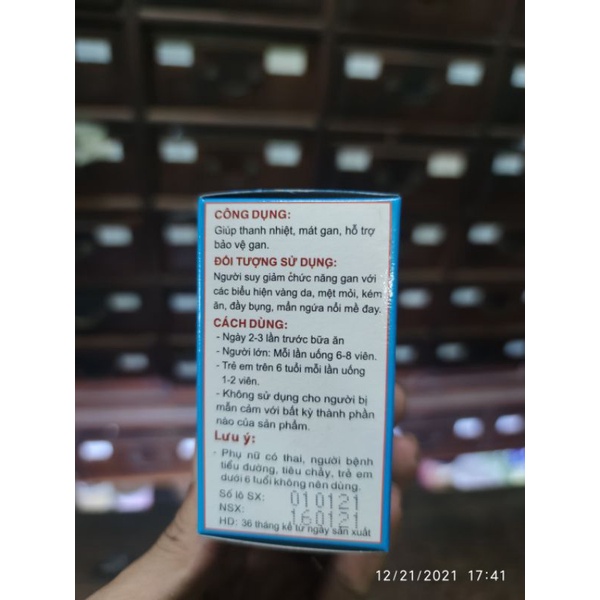 CÔNG DỤNG:
Giúp thanh nhiệt, mát gan, hỗ trợ
bảo vệ gan.
ĐỐI TƯỢNG SỬ DỤNG:
Người suy giảm chức năng gan với
các biểu hiện vàng da, mệt mỏi, kém
ăn, đầy bụng, mẩn ngứa nổi mề đay.
CÁCH DÙNG:
- Ngày 2-3 lần trước bữa ăn
- Người lớn: Mỗi lần uống 6-8 viên.
- Trẻ em trên 6 tuổi mỗi lần uống
1-2 viên.
- Không sử dụng cho người bị
mẫn cảm với bất kỳ thành phần
nào của sản phẩm.
Lưu ý:
- Phụ nữ có thai, người bệnh
tiểu đường, tiêu chảy, trẻ em
dưới 6 tuổi không nên dùng.
Số lô SX: 010121
NSX: 160121
HD: 36 tháng kể từ ngày sản xuất
12/21/2021 17:41